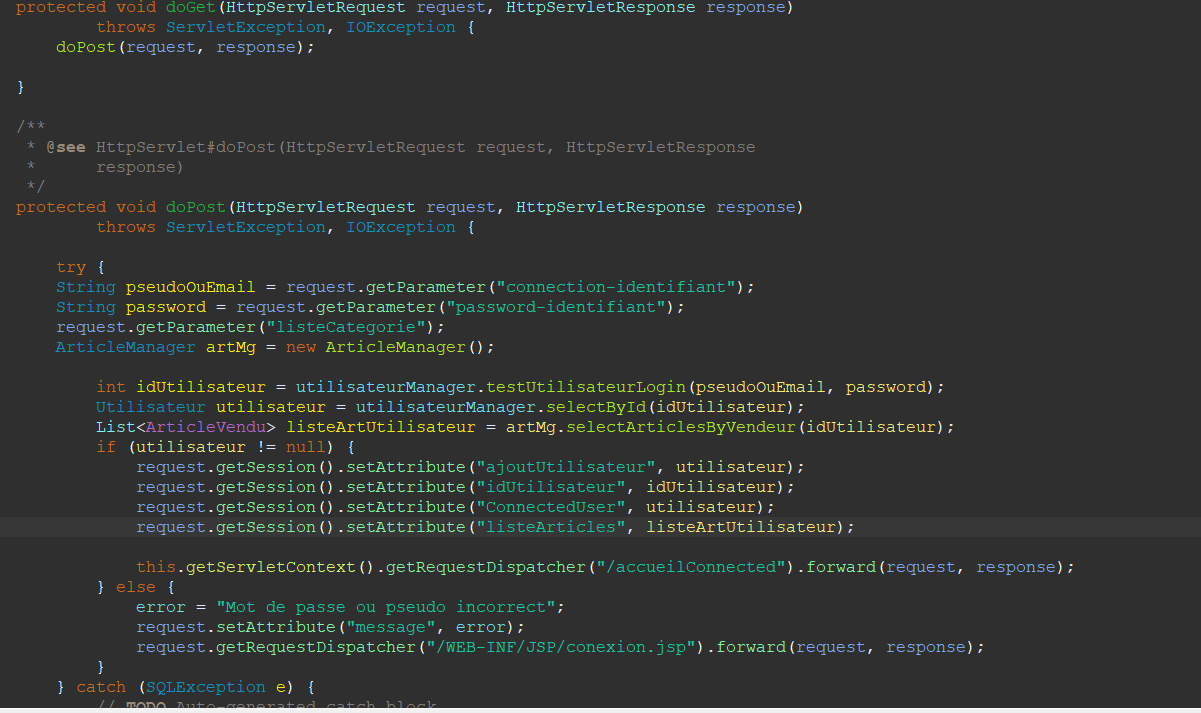 protected void doGet(HttpServletRequest request, HttpServletResponse response)
        throws ServletException, IOException {
    doPost(request, response);

}

/**
 * @see HttpServlet#doPost(HttpServletRequest request, HttpServletResponse
 *      response)
 */
protected void doPost(HttpServletRequest request, HttpServletResponse response)
        throws ServletException, IOException {

    try {
    String pseudoOuEmail = request.getParameter("connection-identifiant");
    String password = request.getParameter("password-identifiant");
    request.getParameter("listeCategorie");
    ArticleManager artMg = new ArticleManager();

        int idUtilisateur = utilisateurManager.testUtilisateurLogin(pseudoOuEmail, password);
        Utilisateur utilisateur = utilisateurManager.selectById(idUtilisateur);
        List<ArticleVendu> listeArtUtilisateur = artMg.selectArticlesByVendeur(idUtilisateur);
        if (utilisateur != null) {
            request.getSession().setAttribute("ajoutUtilisateur", utilisateur);
            request.getSession().setAttribute("idUtilisateur", idUtilisateur);
            request.getSession().setAttribute("ConnectedUser", utilisateur);
            request.getSession().setAttribute("listeArticles", listeArtUtilisateur);

            this.getServletContext().getRequestDispatcher("/accueilConnected").forward(request, response);
        } else {
            error = "Mot de passe ou pseudo incorrect";
            request.setAttribute("message", error);
            request.getRequestDispatcher("/WEB-INF/JSP/conexion.jsp").forward(request, response);
        }
    } catch (SQLException e) {
        // TODO Auto-generated catch block